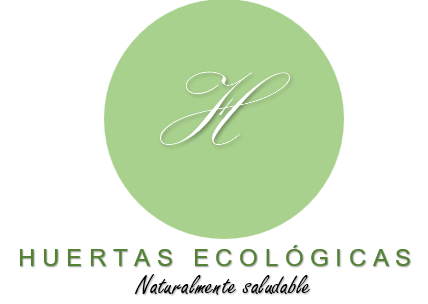 H
HUERTAS ECOLÓGICAS
Naturalmente saludable